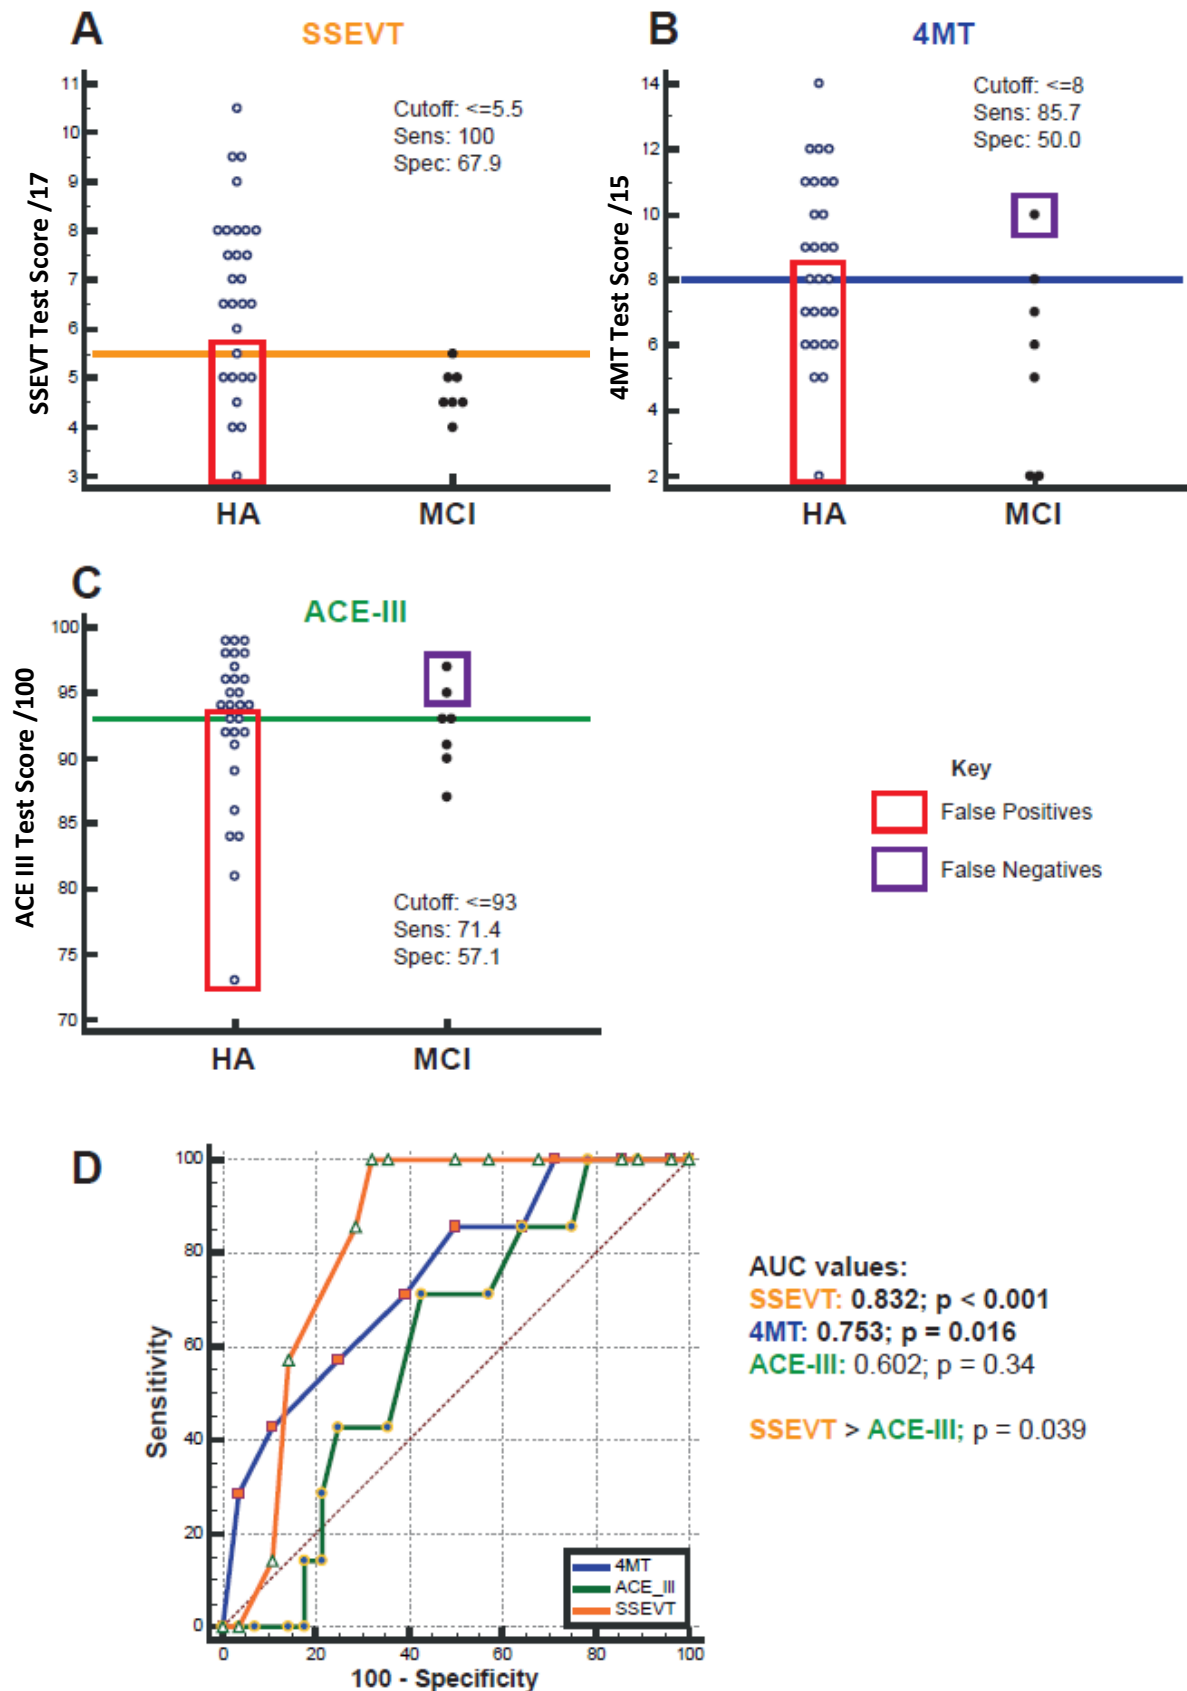 A
SSEVT
SSEVT Test Score /17
11
10
9
8
7
6
5
4
3
Cutoff: <=5.5
Sens: 100
Spec: 67.9
HA
MCI
B
4MT
4MT Test Score /15
14
12
10
8
6
4
2
Cutoff: <=8
Sens: 85.7
Spec: 50.0
HA
MCI
C
ACE-III
ACE III Test Score /100
100
95
90
85
80
75
70
Cutoff: <=93
Sens: 71.4
Spec: 57.1
HA
MCI
Key
False Positives
False Negatives
D
Sensitivity
100
80
60
40
20
0
0
20
40
60
80
100
100 - Specificity
4MT
ACE_III
SSEVT
AUC values:
SSEVT: 0.832; p < 0.001
4MT: 0.753; p = 0.016
ACE-III: 0.602; p = 0.34
SSEVT > ACE-III; p = 0.039